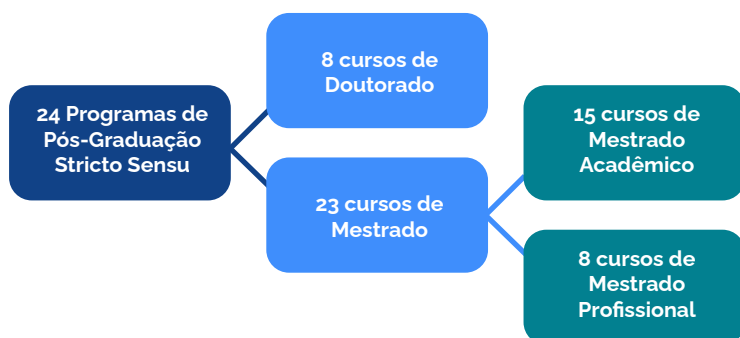 24 Programas de
Pós-Graduação
Stricto Sensu
8 cursos de
Doutorado
23 cursos de
Mestrado
15 cursos de
Mestrado
Acadêmico
8 cursos de
Mestrado
Profissional